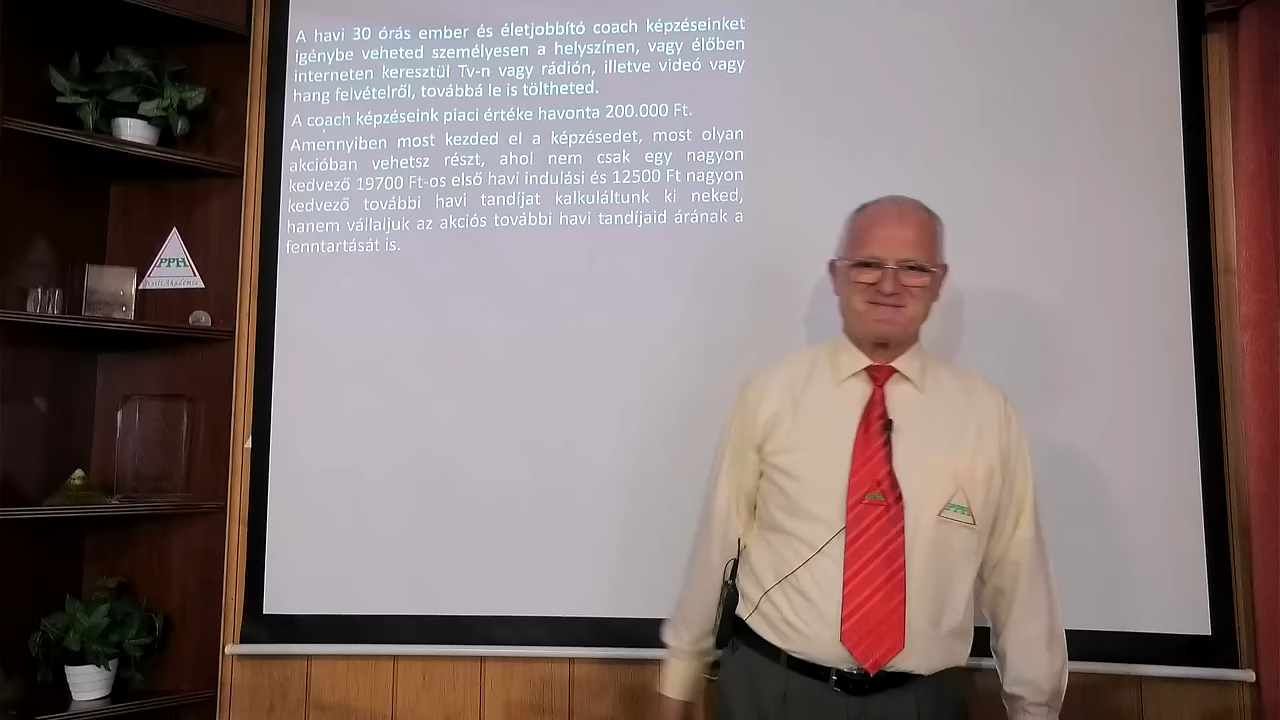 A havi 30 órás ember és életjobbító coach képzéseinket
igénybe veheted személyesen a helyszínen, vagy élőben
interneten keresztül Tv-n vagy rádión, illetve videó vagy
hang felvételről, továbbá le is töltheted.
A coach képzéseink piaci értéke havonta 200.000 Ft.
Amennyiben most kezded el a képzésedet, most olyan
akcióban vehetsz részt, ahol nem csak egy nagyon
kedvező 19700 Ft-os első havi indulási és 12500 Ft nagyon
kedvező további havi tandíjat kalkuláltunk ki neked,
hanem vállaljuk az akciós további havi tandíjaid árának a
fenntartását is.
PPH
Nyílt Akadémia
PPH
PPH